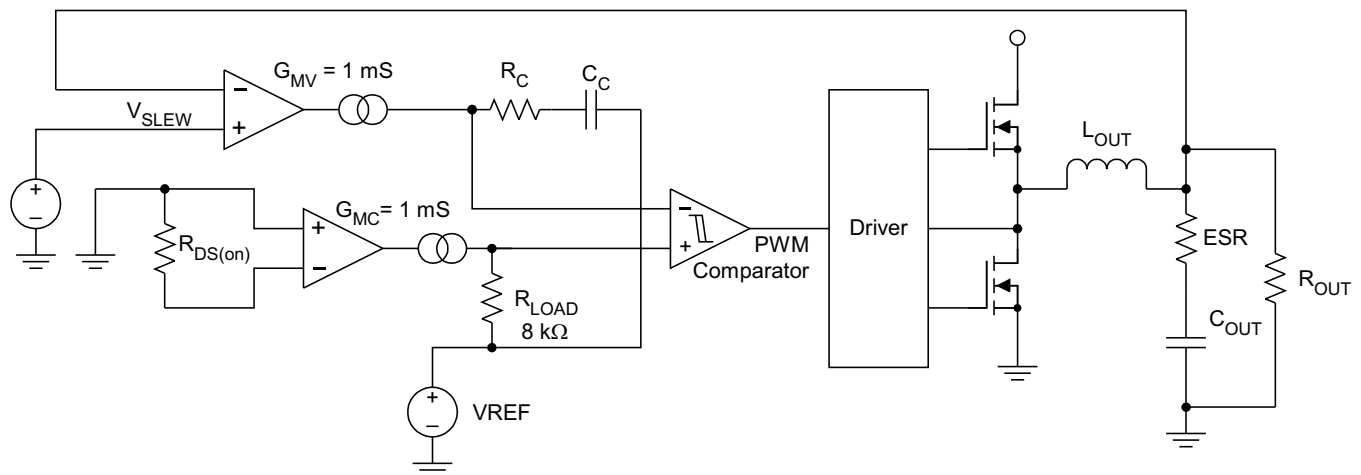 G_MV = 1 mS
R_C
C_C
V_SLEW
−
+
+
−
L_OUT
G_MC = 1 mS
R_DS(on)
+
−
−
+
PWM
Comparator
Driver
ESR
R_OUT
R_LOAD
8 kΩ
C_OUT
+
−
VREF